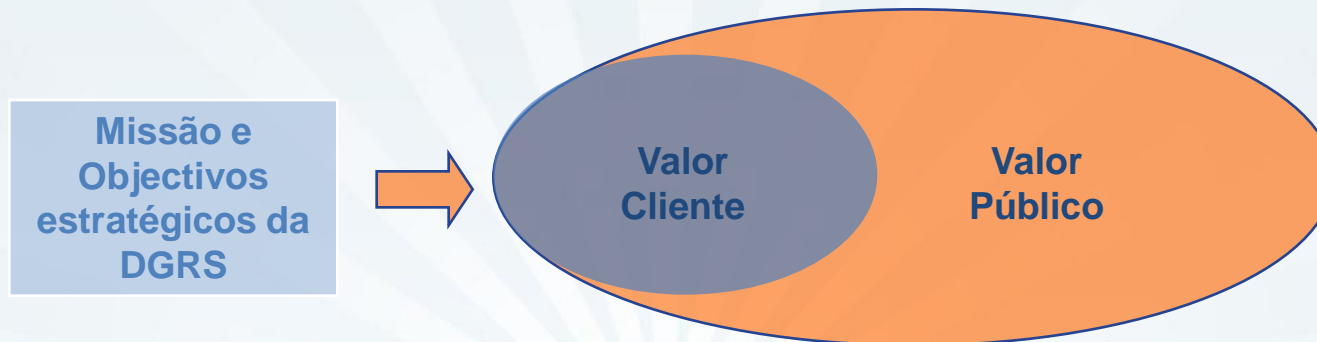 Missão e
Objectivos
estratégicos da
DGRS
Valor
Cliente
Valor
Público